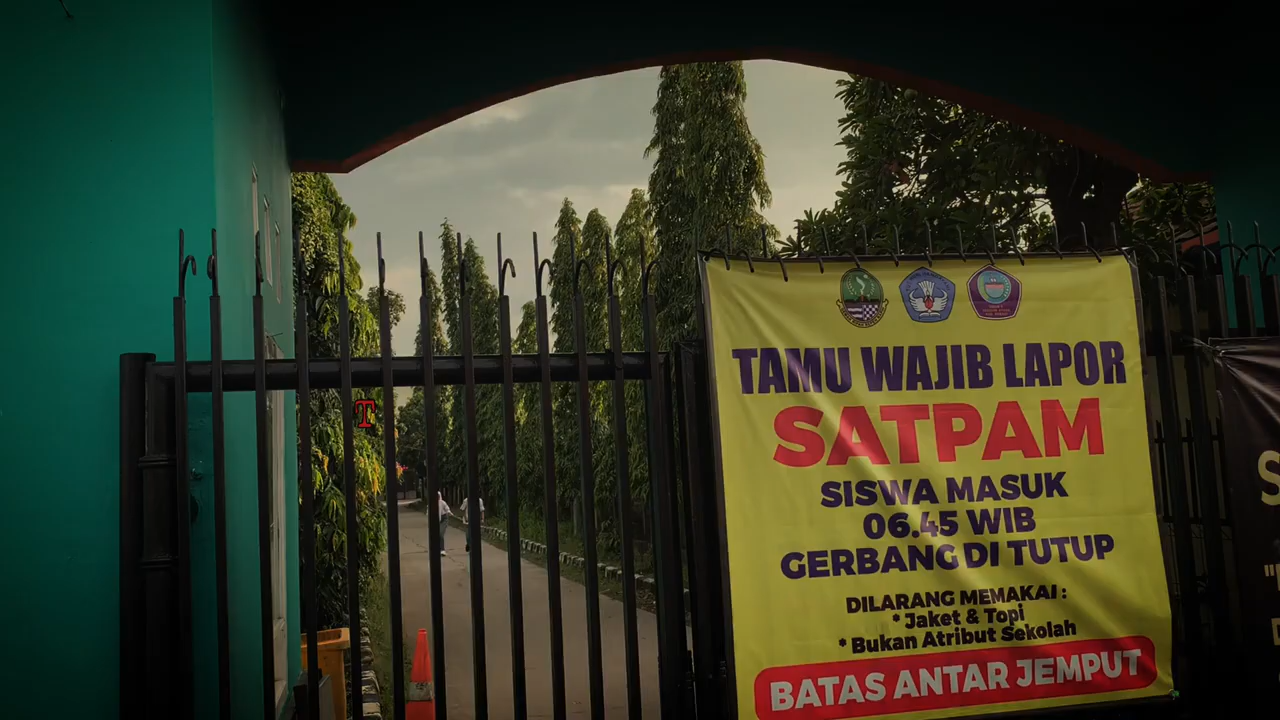 T
TAMU WAJIB LAPOR
SATPAM
SISWA MASUK
06.45 WIB
GERBANG DI TUTUP
DILARANG MEMAKAI :
* Jaket & Topi
* Bukan Atribut Sekolah
BATAS ANTAR JEMPUT